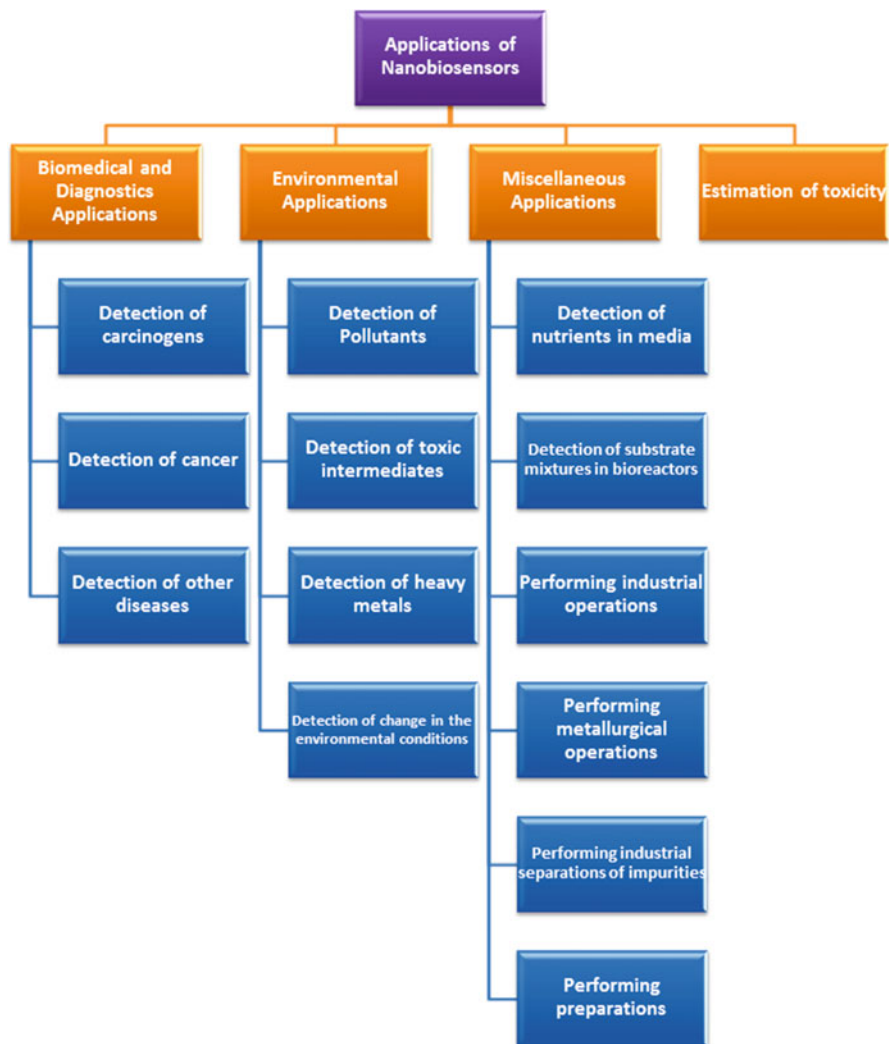 Applications of
Nanobiosensors
Biomedical and
Diagnostics
Applications
Environmental
Applications
Miscellaneous
Applications
Estimation of toxicity
Detection of
carcinogens
Detection of cancer
Detection of other
diseases
Detection of
Pollutants
Detection of toxic
intermediates
Detection of heavy
metals
Detection of change in the
environmental conditions
Detection of
nutrients in media
Detection of substrate
mixtures in bioreactors
Performing industrial
operations
Performing
metallurgical
operations
Performing industrial
separations of impurities
Performing
preparations